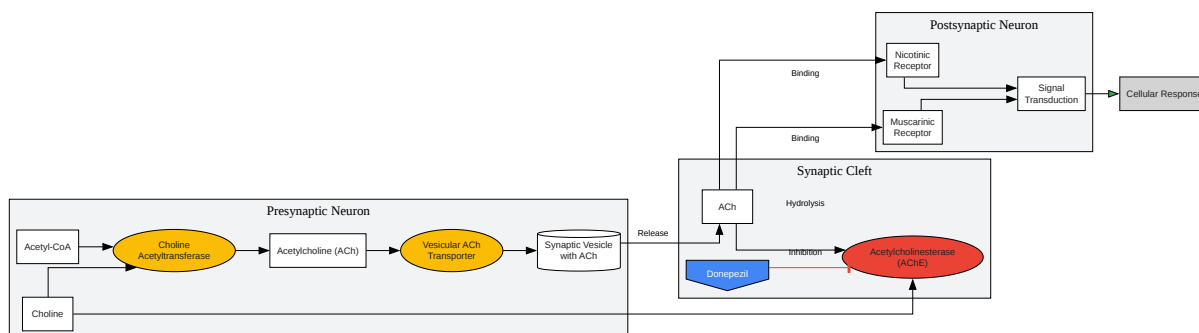 Postsynaptic Neuron
Nicotinic
Receptor
Binding
Signal
Transduction
Cellular Response
Muscarinic
Receptor
Binding
Synaptic Cleft
ACh
Hydrolysis
Release
Inhibition
Acetylcholinesterase
(AChE)
Donepezil
Presynaptic Neuron
Acetyl-CoA
Choline
Acetyltransferase
Acetylcholine (ACh)
Vesicular ACh
Transporter
Synaptic Vesicle
with ACh
Choline